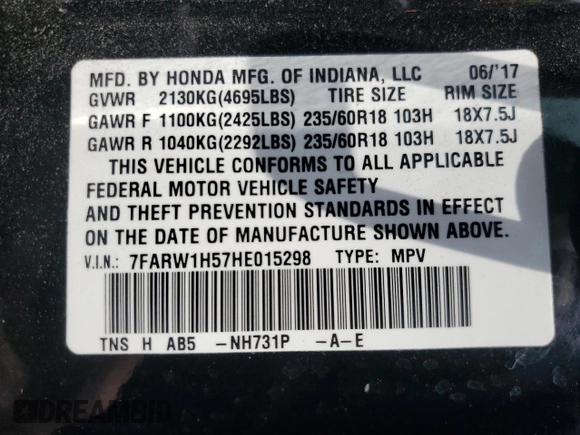 MFD. BY HONDA MFG. OF INDIANA, LLC 06/'17
GVWR 2130KG(4695LBS) TIRE SIZE RIM SIZE
GAWR F 1100KG(2425LBS) 235/60R18 103H 18X7.5J
GAWR R 1040KG(2292LBS) 235/60R18 103H 18X7.5J
THIS VEHICLE CONFORMS TO ALL APPLICABLE
FEDERAL MOTOR VEHICLE SAFETY
AND THEFT PREVENTION STANDARDS IN EFFECT
ON THE DATE OF MANUFACTURE SHOWN ABOVE.
V.I.N.: 7FARW1H57HE015298 TYPE: MPV
TNS H AB5 -NH731P -A-E
DREAMBID